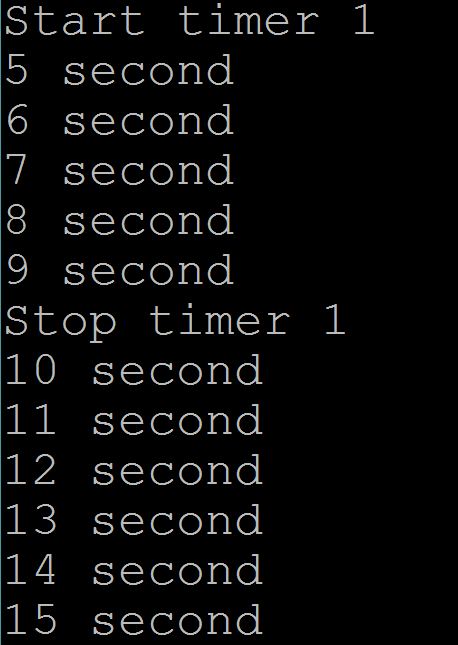 Start timer 1
5 second
6 second
7 second
8 second
9 second
Stop timer 1
10 second
11 second
12 second
13 second
14 second
15 second